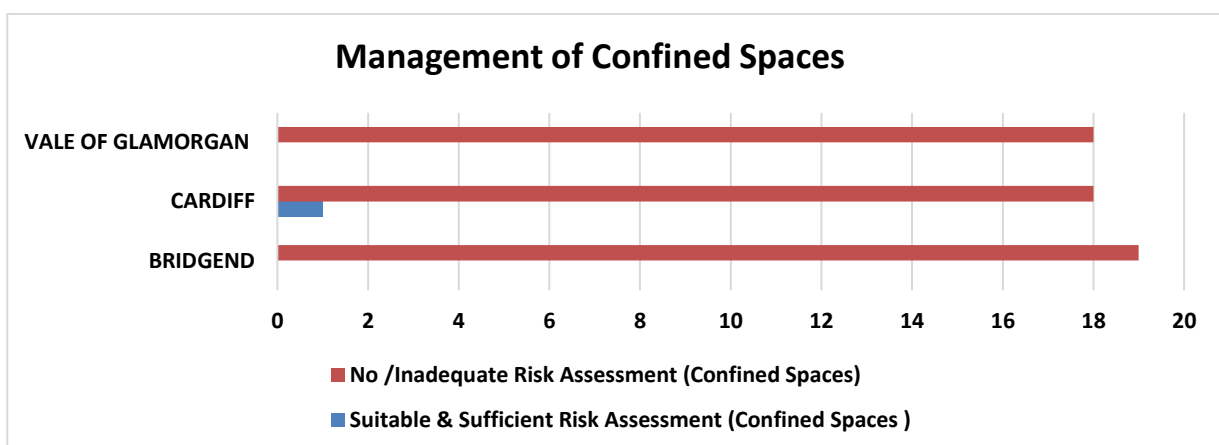 Management of Confined Spaces
VALE OF GLAMORGAN
CARDIFF
BRIDGEND
0 2 4 6 8 10 12 14 16 18 20
No /Inadequate Risk Assessment (Confined Spaces)
Suitable & Sufficient Risk Assessment (Confined Spaces )